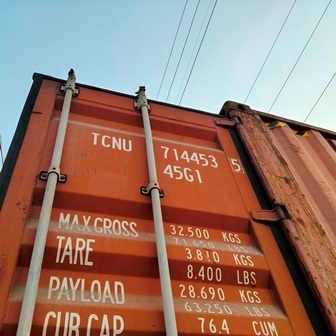 TCNU 714453 5
45G1
MAX GROSS 32.500 KGS
71.650 LBS
TARE 3.810 KGS
8.400 LBS
PAYLOAD 28.690 KGS
63.250 LBS
CUB.CAP. 76.4 CUM